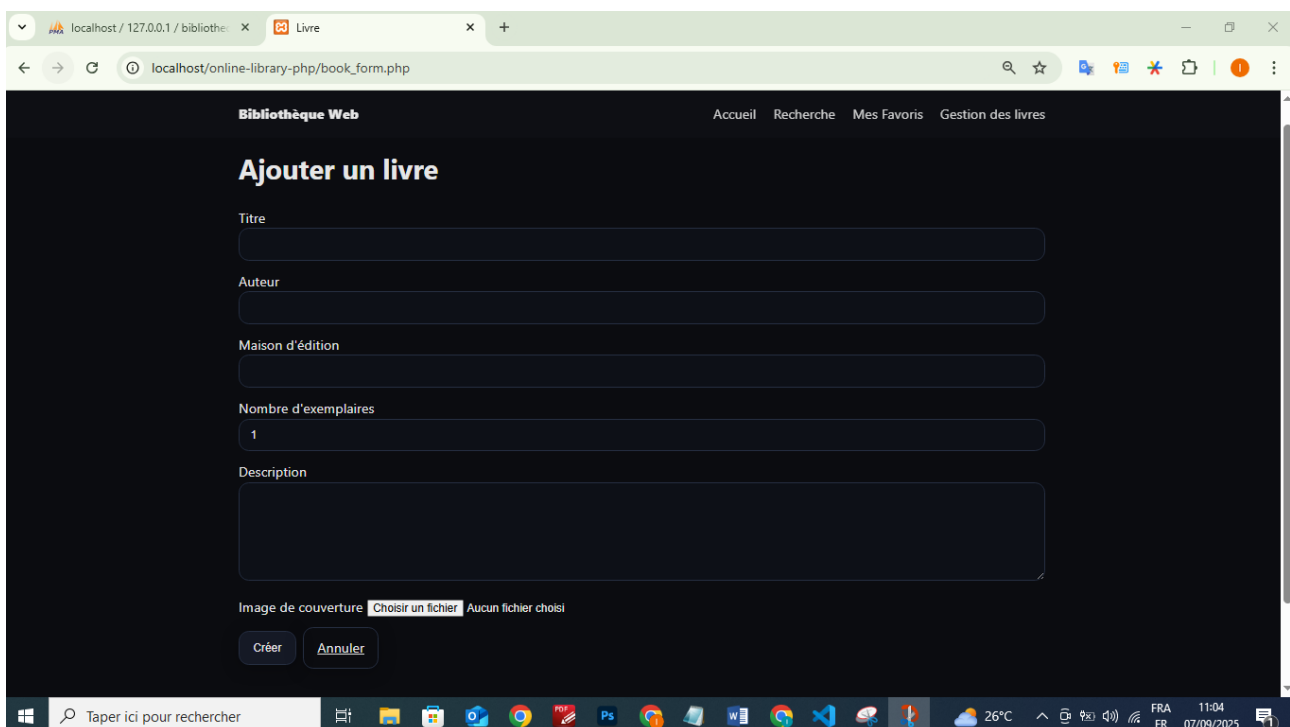 localhost / 127.0.0.1 / bibliothec
Livre
localhost/online-library-php/book_form.php
Bibliothèque Web
Accueil Recherche Mes Favoris Gestion des livres
Ajouter un livre
Titre
Auteur
Maison d'édition
Nombre d'exemplaires
1
Description
Image de couverture Choisir un fichier Aucun fichier choisi
Créer Annuler
Taper ici pour rechercher
26°C
FRA
FR
11:04
07/09/2025